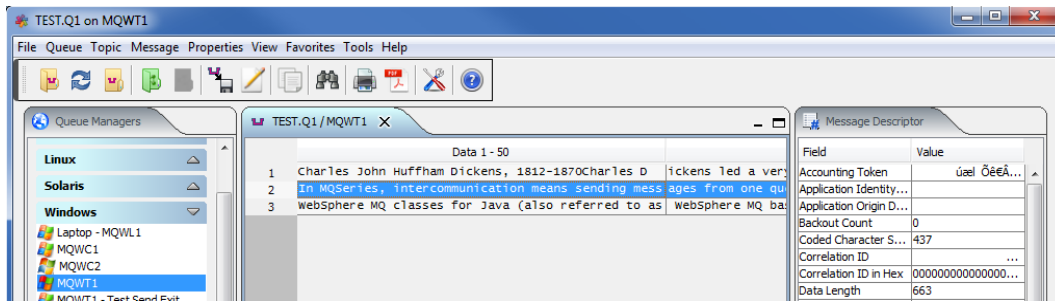 TEST.Q1 on MQWT1
File Queue Topic Message Properties View Favorites Tools Help
Queue Managers
Linux
Solaris
Windows
Laptop - MQWL1
MQWC1
MQWC2
MQWT1
MQWT1 - Test Send Exit
TEST.Q1 / MQWT1
Data 1 - 50
1 Charles John Huffham Dickens, 1812-1870Charles D ickens led a very
2 In MQSeries, intercommunication means sending mess ages from one qu
3 WebSphere MQ classes for Java (also referred to as WebSphere MQ ba
Message Descriptor
Field Value
Accounting Token úæl ÕêëÂ...
Application Identity...
Application Origin D...
Backout Count 0
Coded Character S... 437
Correlation ID ...
Correlation ID in Hex 000000000000000...
Data Length 663